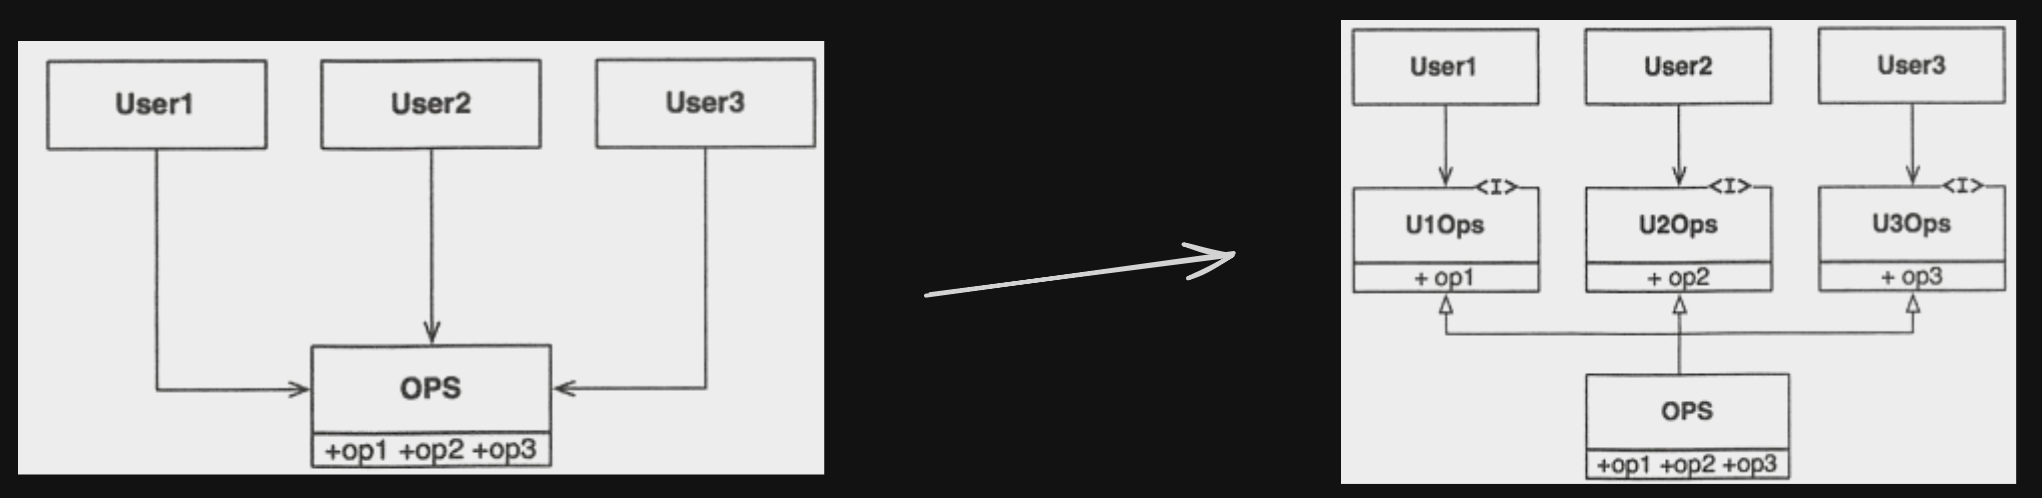 User1
User2
User3
OPS
+op1 +op2 +op3
User1
User2
User3
<I>
<I>
<I>
U1Ops
U2Ops
U3Ops
+ op1
+ op2
+ op3
OPS
+op1 +op2 +op3